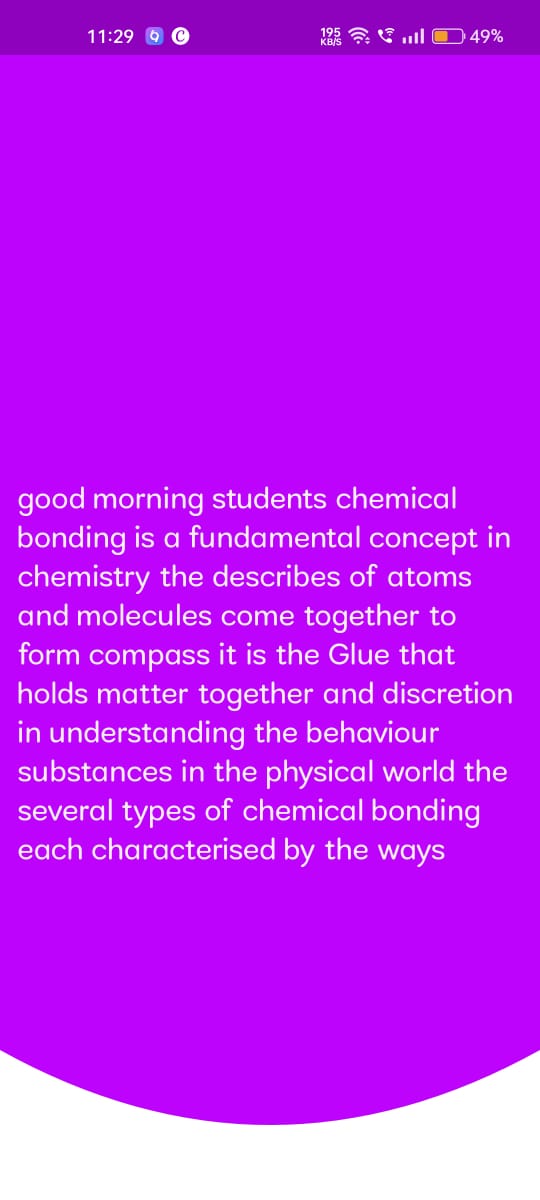 11:29 195 KB/S 49%
good morning students chemical
bonding is a fundamental concept in
chemistry the describes of atoms
and molecules come together to
form compass it is the Glue that
holds matter together and discretion
in understanding the behaviour
substances in the physical world the
several types of chemical bonding
each characterised by the ways